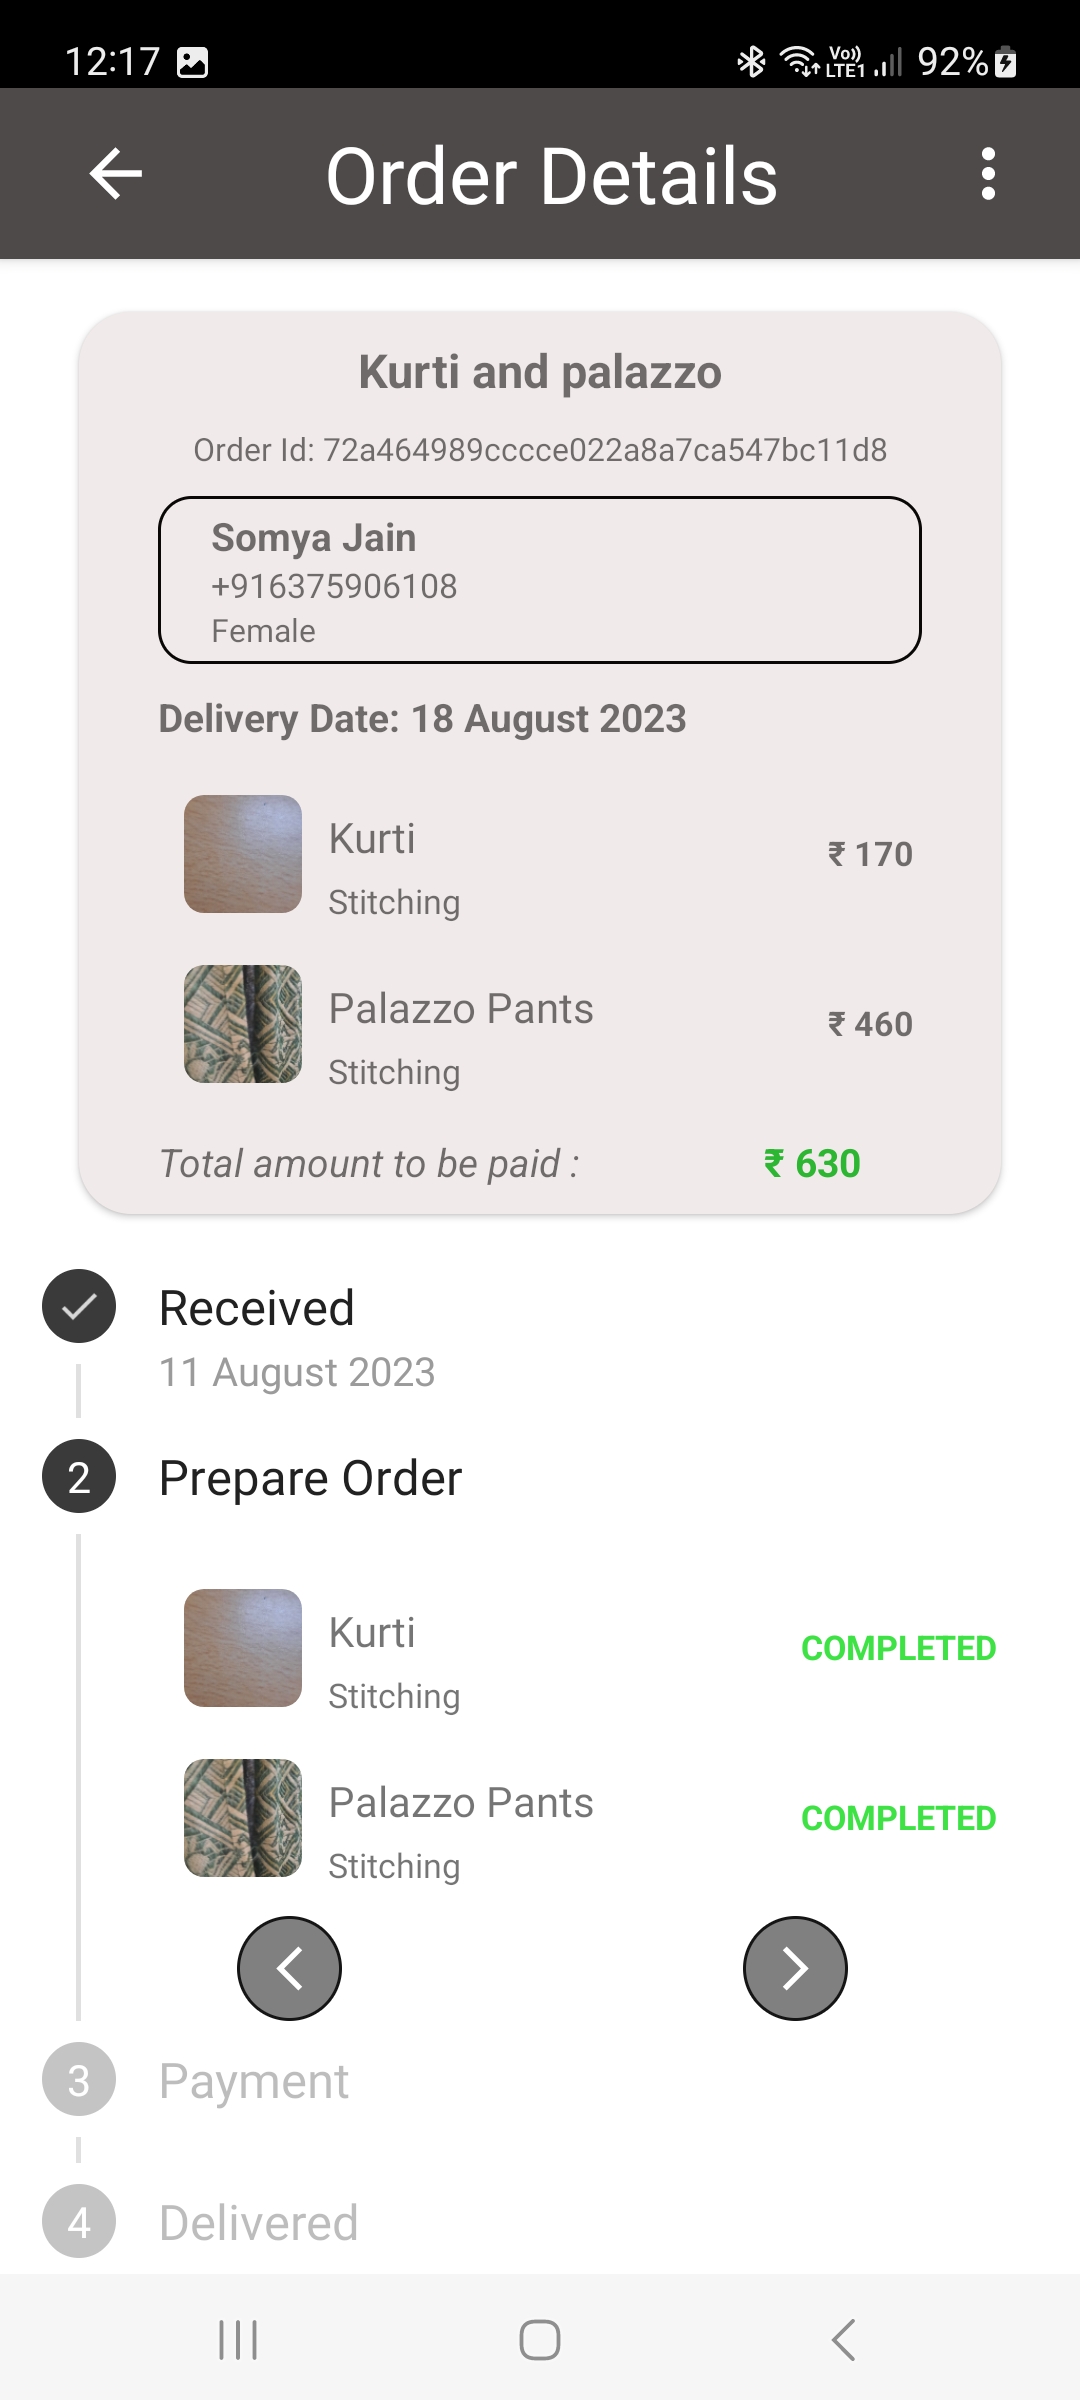 12:17 Vo)) LTE1 92%
Order Details
Kurti and palazzo
Order Id: 72a464989cccce022a8a7ca547bc11d8
Somya Jain
+916375906108
Female
Delivery Date: 18 August 2023
Kurti
₹ 170
Stitching
Palazzo Pants
₹ 460
Stitching
Total amount to be paid : ₹ 630
Received
11 August 2023
2 Prepare Order
Kurti
COMPLETED
Stitching
Palazzo Pants
COMPLETED
Stitching
3 Payment
4 Delivered